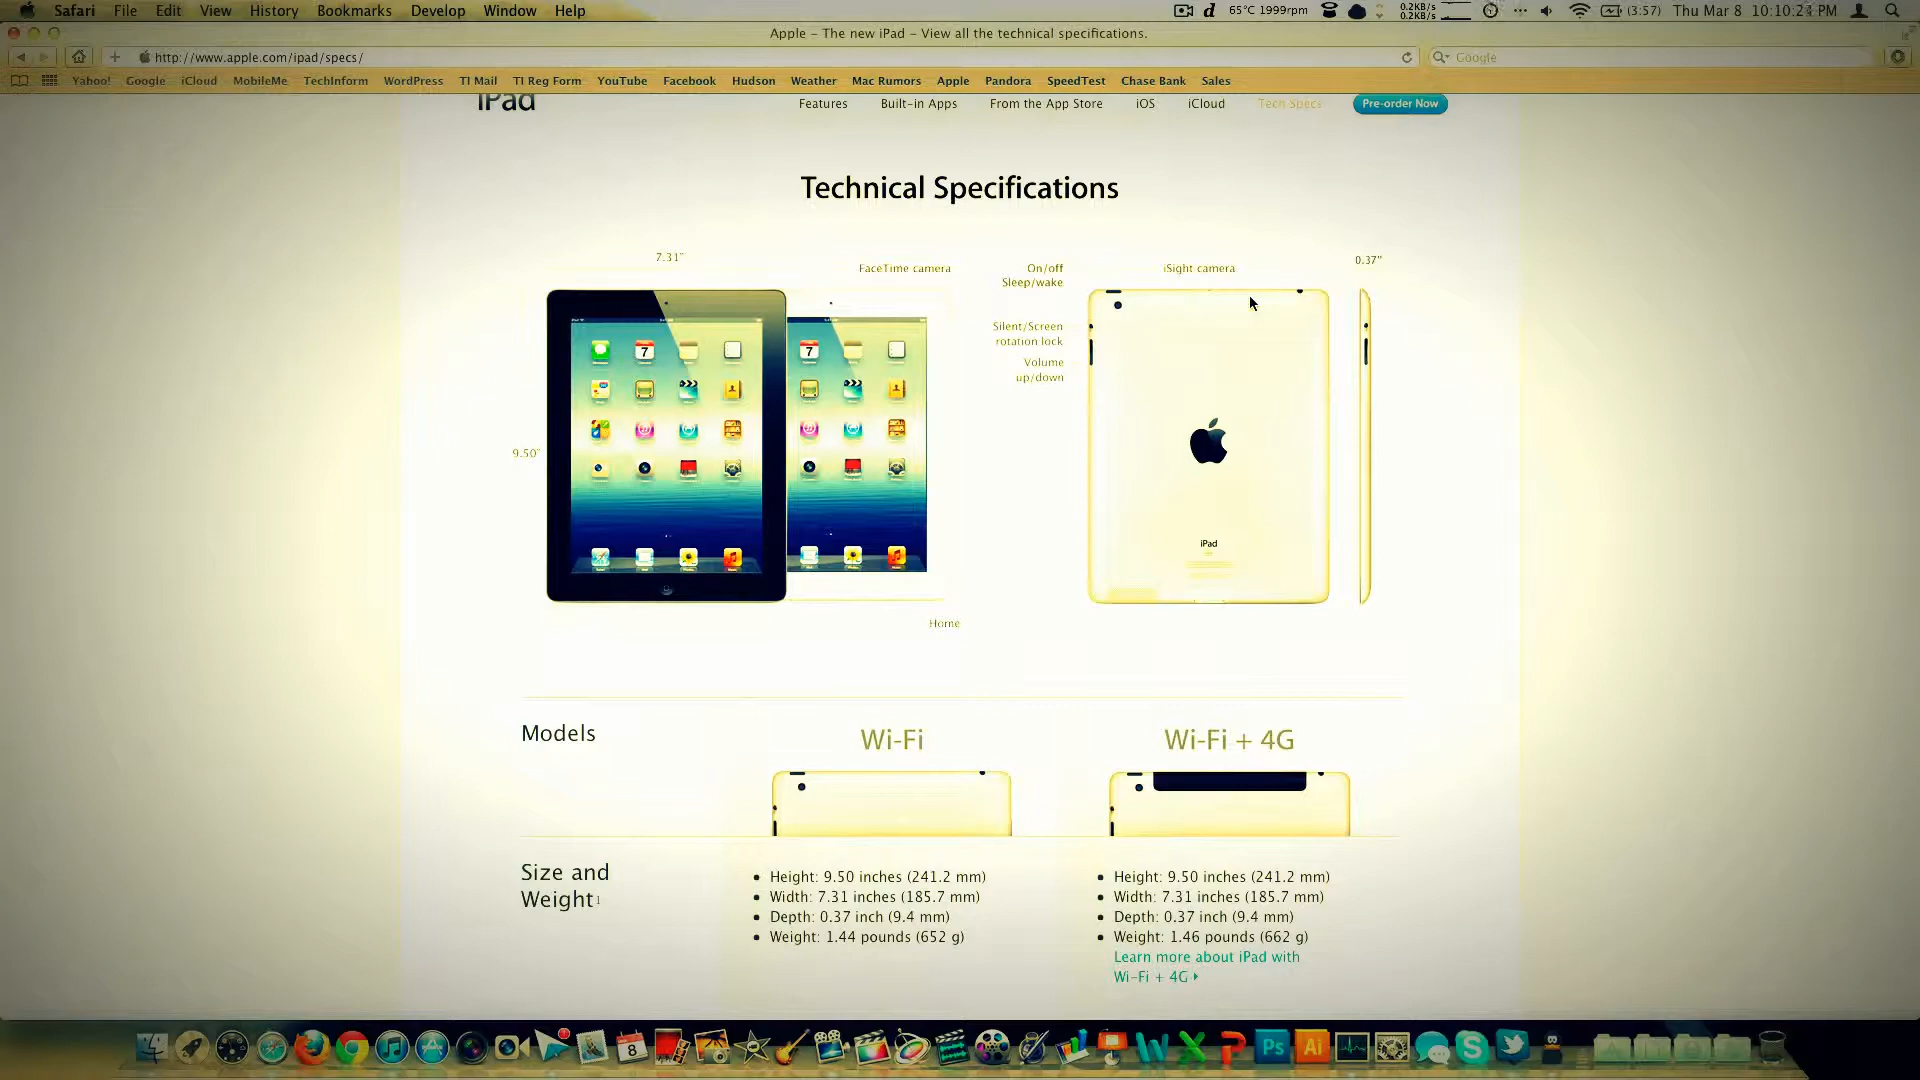 Safari File Edit View History Bookmarks Develop Window Help
d 65°C 1999rpm 0.2KB/s 0.2KB/s (3:57) Thu Mar 8 10:10:23 PM
Apple – The new iPad – View all the technical specifications.
http://www.apple.com/ipad/specs/ Google
Yahoo! Google iCloud MobileMe TechInform WordPress TI Mail TI Reg Form YouTube Facebook Hudson Weather Mac Rumors Apple Pandora SpeedTest Chase Bank Sales
iPad Features Built-in Apps From the App Store iOS iCloud Tech Specs Pre-order Now
Technical Specifications
7.31"
FaceTime camera
On/off
Sleep/wake
iSight camera
0.37"
Silent/Screen
rotation lock
Volume
up/down
7
7
9.50"
iPad
Home
Models
Wi-Fi
Wi-Fi + 4G
Size and
Weight1
Height: 9.50 inches (241.2 mm)
Width: 7.31 inches (185.7 mm)
Depth: 0.37 inch (9.4 mm)
Weight: 1.44 pounds (652 g)
Height: 9.50 inches (241.2 mm)
Width: 7.31 inches (185.7 mm)
Depth: 0.37 inch (9.4 mm)
Weight: 1.46 pounds (662 g)
Learn more about iPad with
Wi-Fi + 4G
8
Ps
Ai